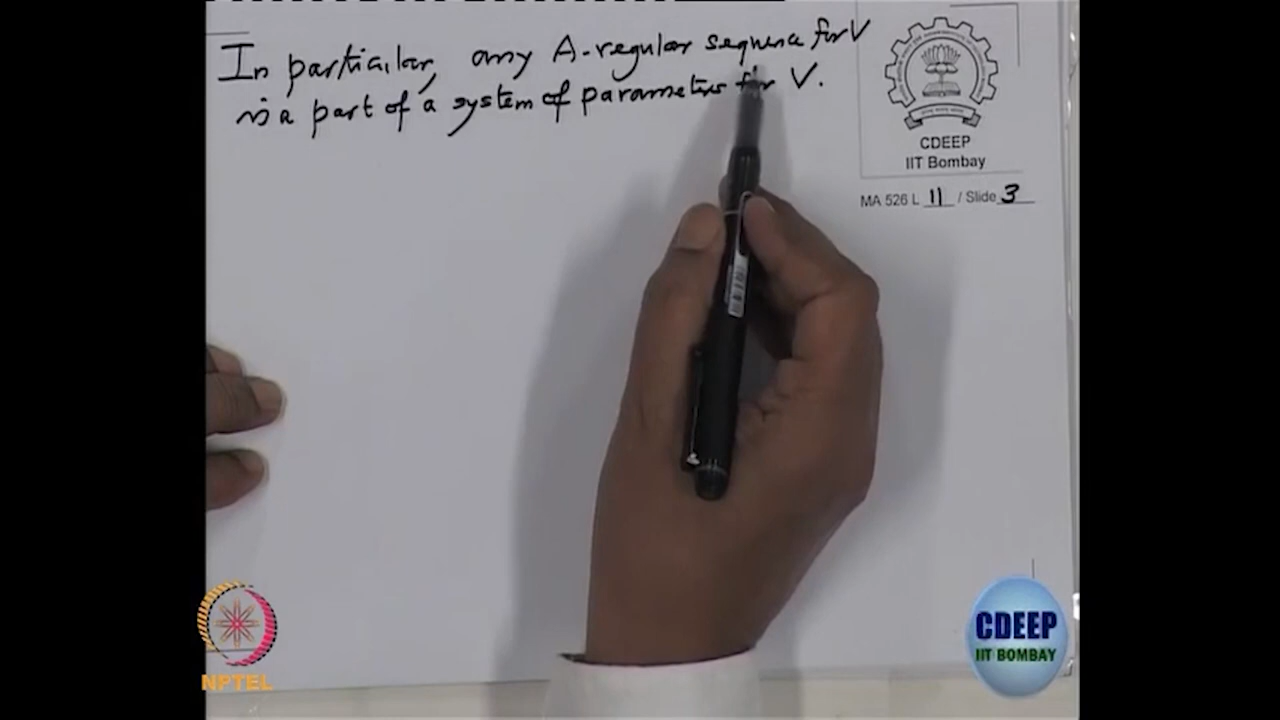 In particular, any A-regular sequence for V
is a part of a system of parameters for V.
CDEEP
IIT Bombay
MA 526 L 11 / Slide 3
NPTEL
CDEEP
IIT BOMBAY